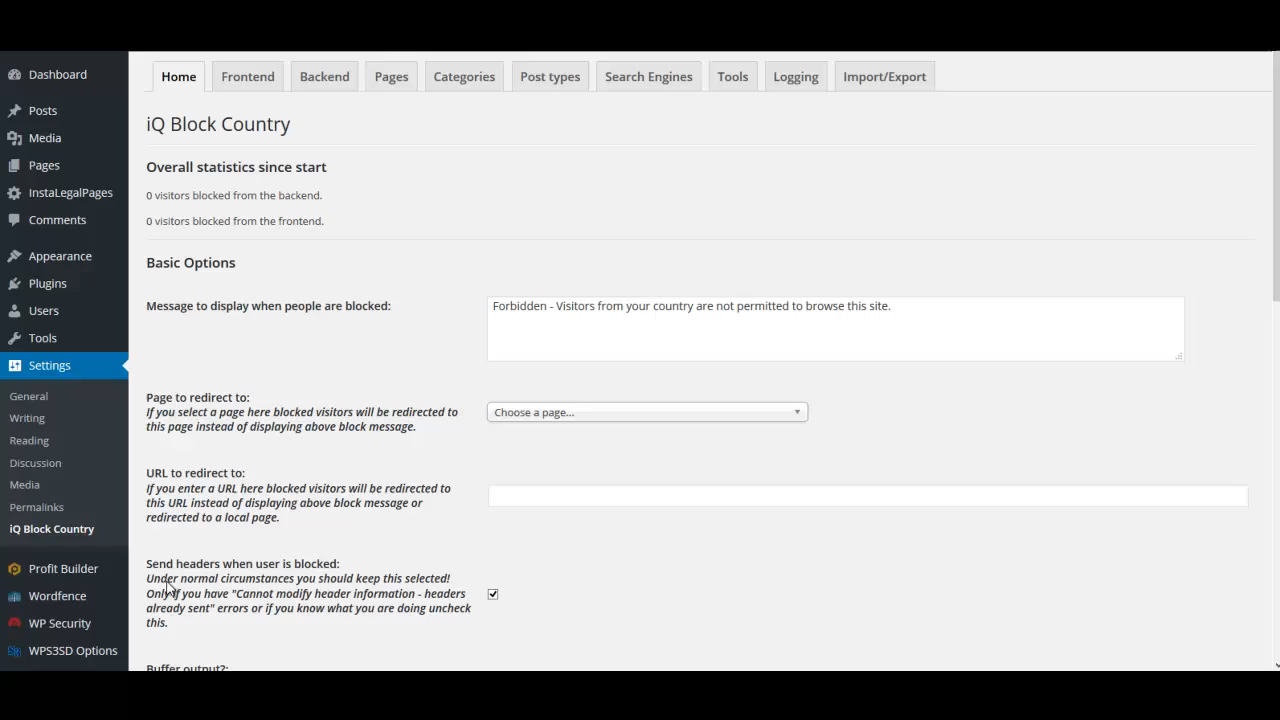 Dashboard
Posts
Media
Pages
InstaLegalPages
Comments
Appearance
Plugins
Users
Tools
Settings
General
Writing
Reading
Discussion
Media
Permalinks
iQ Block Country
Profit Builder
Wordfence
WP Security
WPS3SD Options
Home Frontend Backend Pages Categories Post types Search Engines Tools Logging Import/Export
iQ Block Country
Overall statistics since start
0 visitors blocked from the backend.
0 visitors blocked from the frontend.
Basic Options
Message to display when people are blocked:
Forbidden - Visitors from your country are not permitted to browse this site.
Page to redirect to:
If you select a page here blocked visitors will be redirected to
this page instead of displaying above block message.
Choose a page...
URL to redirect to:
If you enter a URL here blocked visitors will be redirected to
this URL instead of displaying above block message or
redirected to a local page.
Send headers when user is blocked:
Under normal circumstances you should keep this selected!
Only if you have "Cannot modify header information - headers
already sent" errors or if you know what you are doing uncheck
this.
Buffer output?: